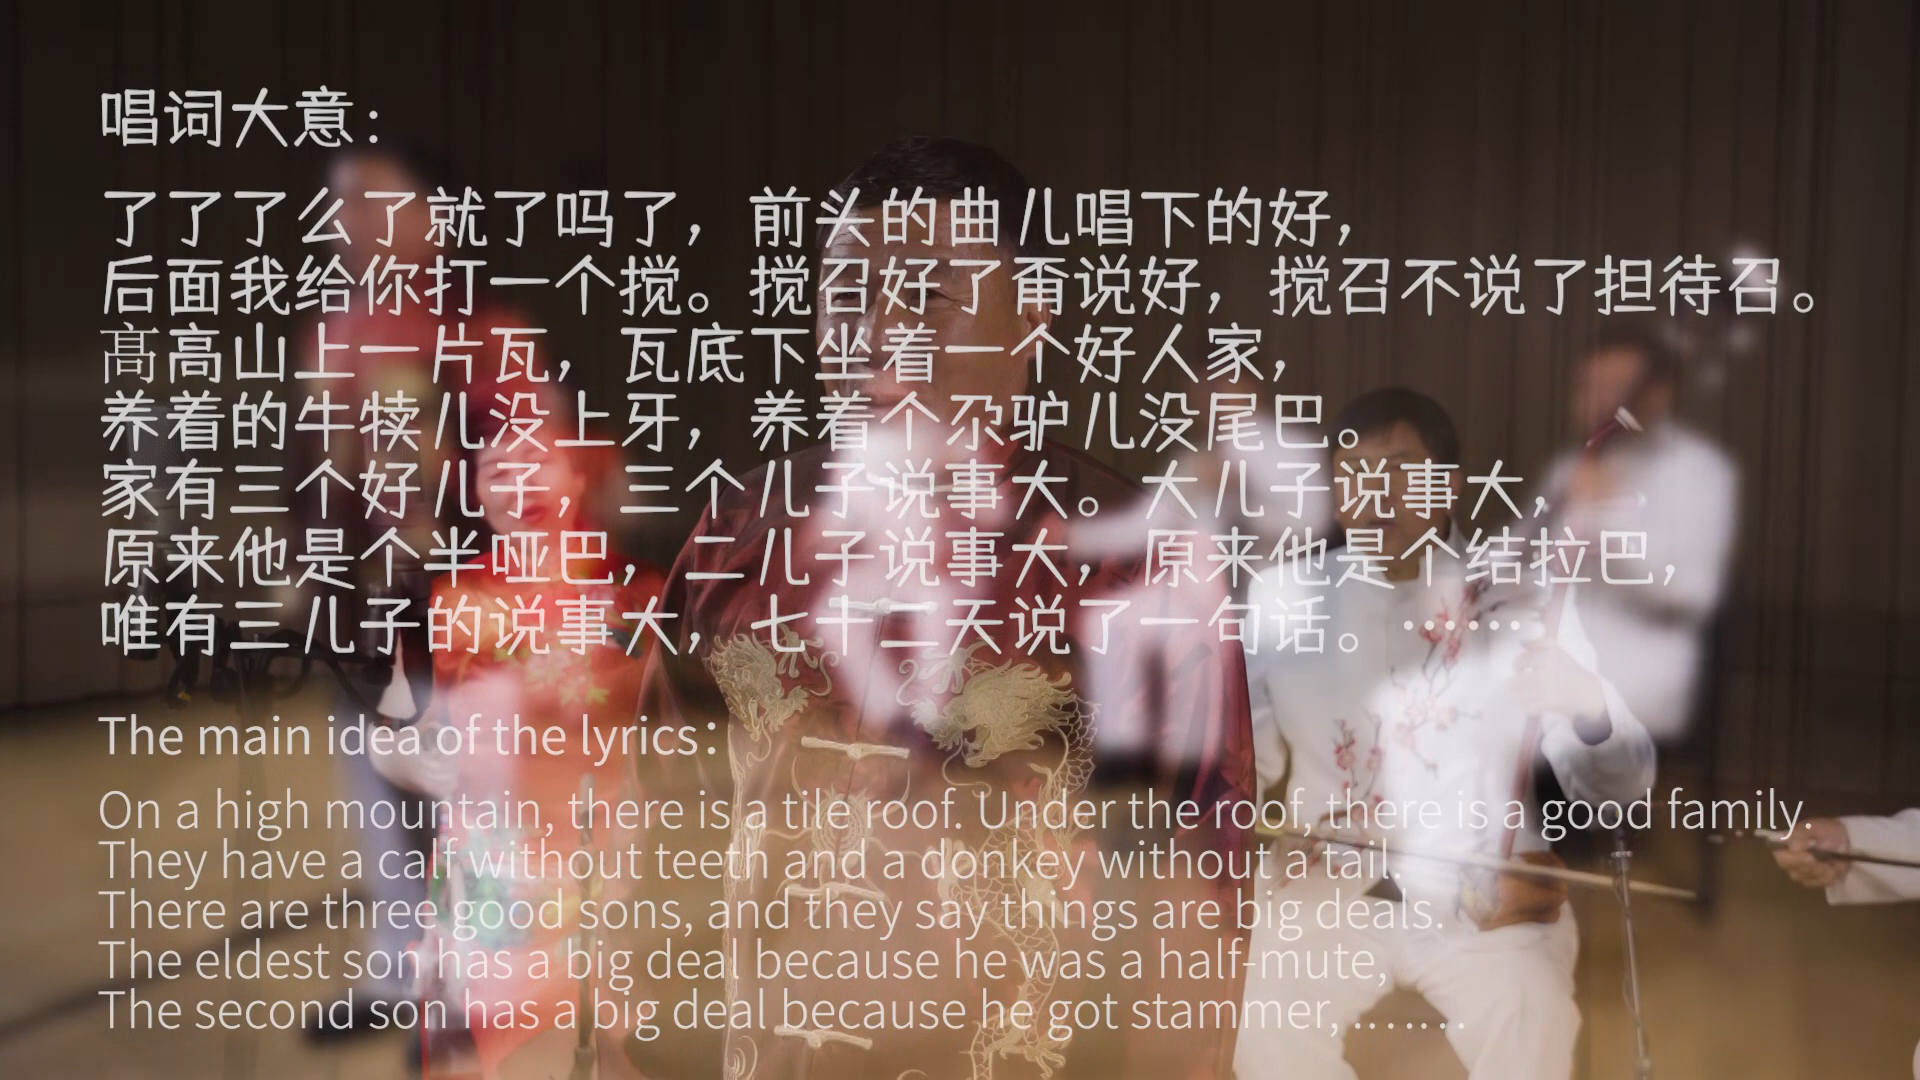 唱词大意：
了了了么了就了吗了，前头的曲儿唱下的好，
后面我给你打一个搅。搅召好了甭说好，搅召不说了担待召。
髙高山上一片瓦，瓦底下坐着一个好人家，
养着的牛犊儿没上牙，养着个尕驴儿没尾巴。
家有三个好儿子，三个儿子说事大。大儿子说事大，
原来他是个半哑巴，二儿子说事大，原来他是个结拉巴，
唯有三儿子的说事大，七十二天说了一句话。……
The main idea of the lyrics：
On a high mountain, there is a tile roof. Under the roof, there is a good family.
They have a calf without teeth and a donkey without a tail.
There are three good sons, and they say things are big deals.
The eldest son has a big deal because he was a half-mute,
The second son has a big deal because he got stammer, .……